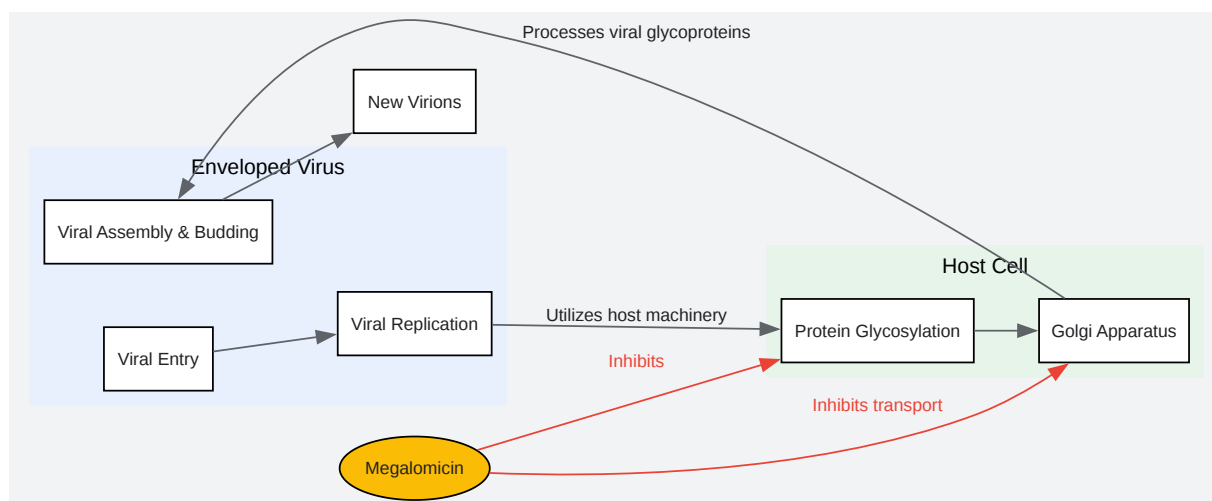 Processes viral glycoproteins
New Virions
Enveloped Virus
Viral Assembly & Budding
Host Cell
Utilizes host machinery
Viral Replication
Protein Glycosylation
Golgi Apparatus
Viral Entry
Inhibits
Inhibits transport
Megalomicin